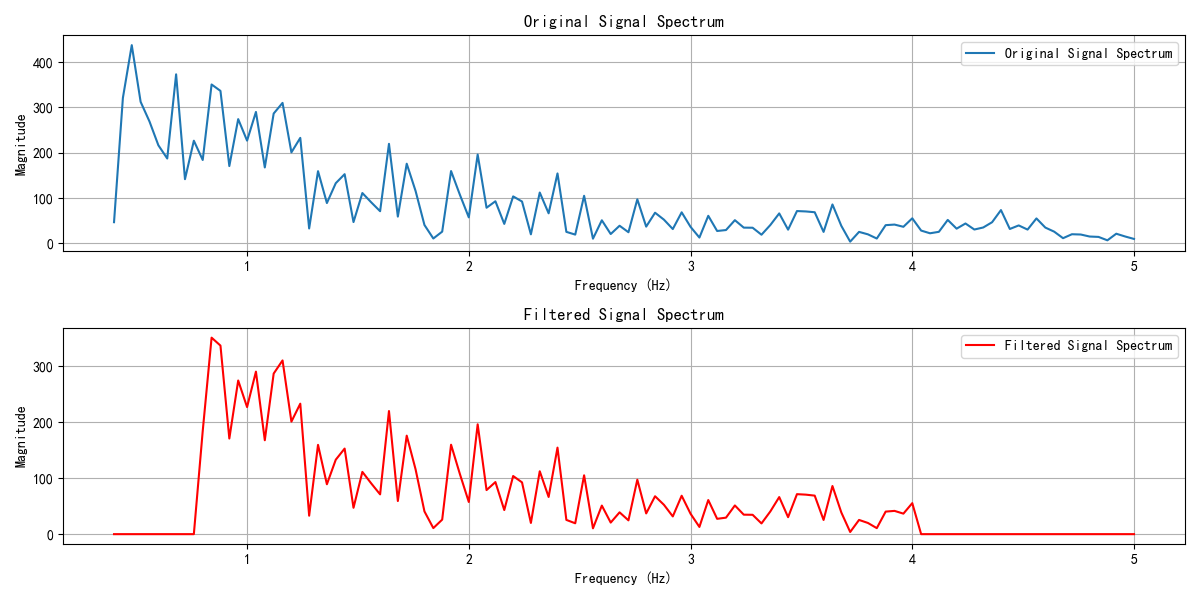 Original Signal Spectrum
400
300
200
100
0
Magnitude
Original Signal Spectrum
1 2 3 4 5
Frequency (Hz)
Filtered Signal Spectrum
300
200
100
0
Magnitude
Filtered Signal Spectrum
1 2 3 4 5
Frequency (Hz)